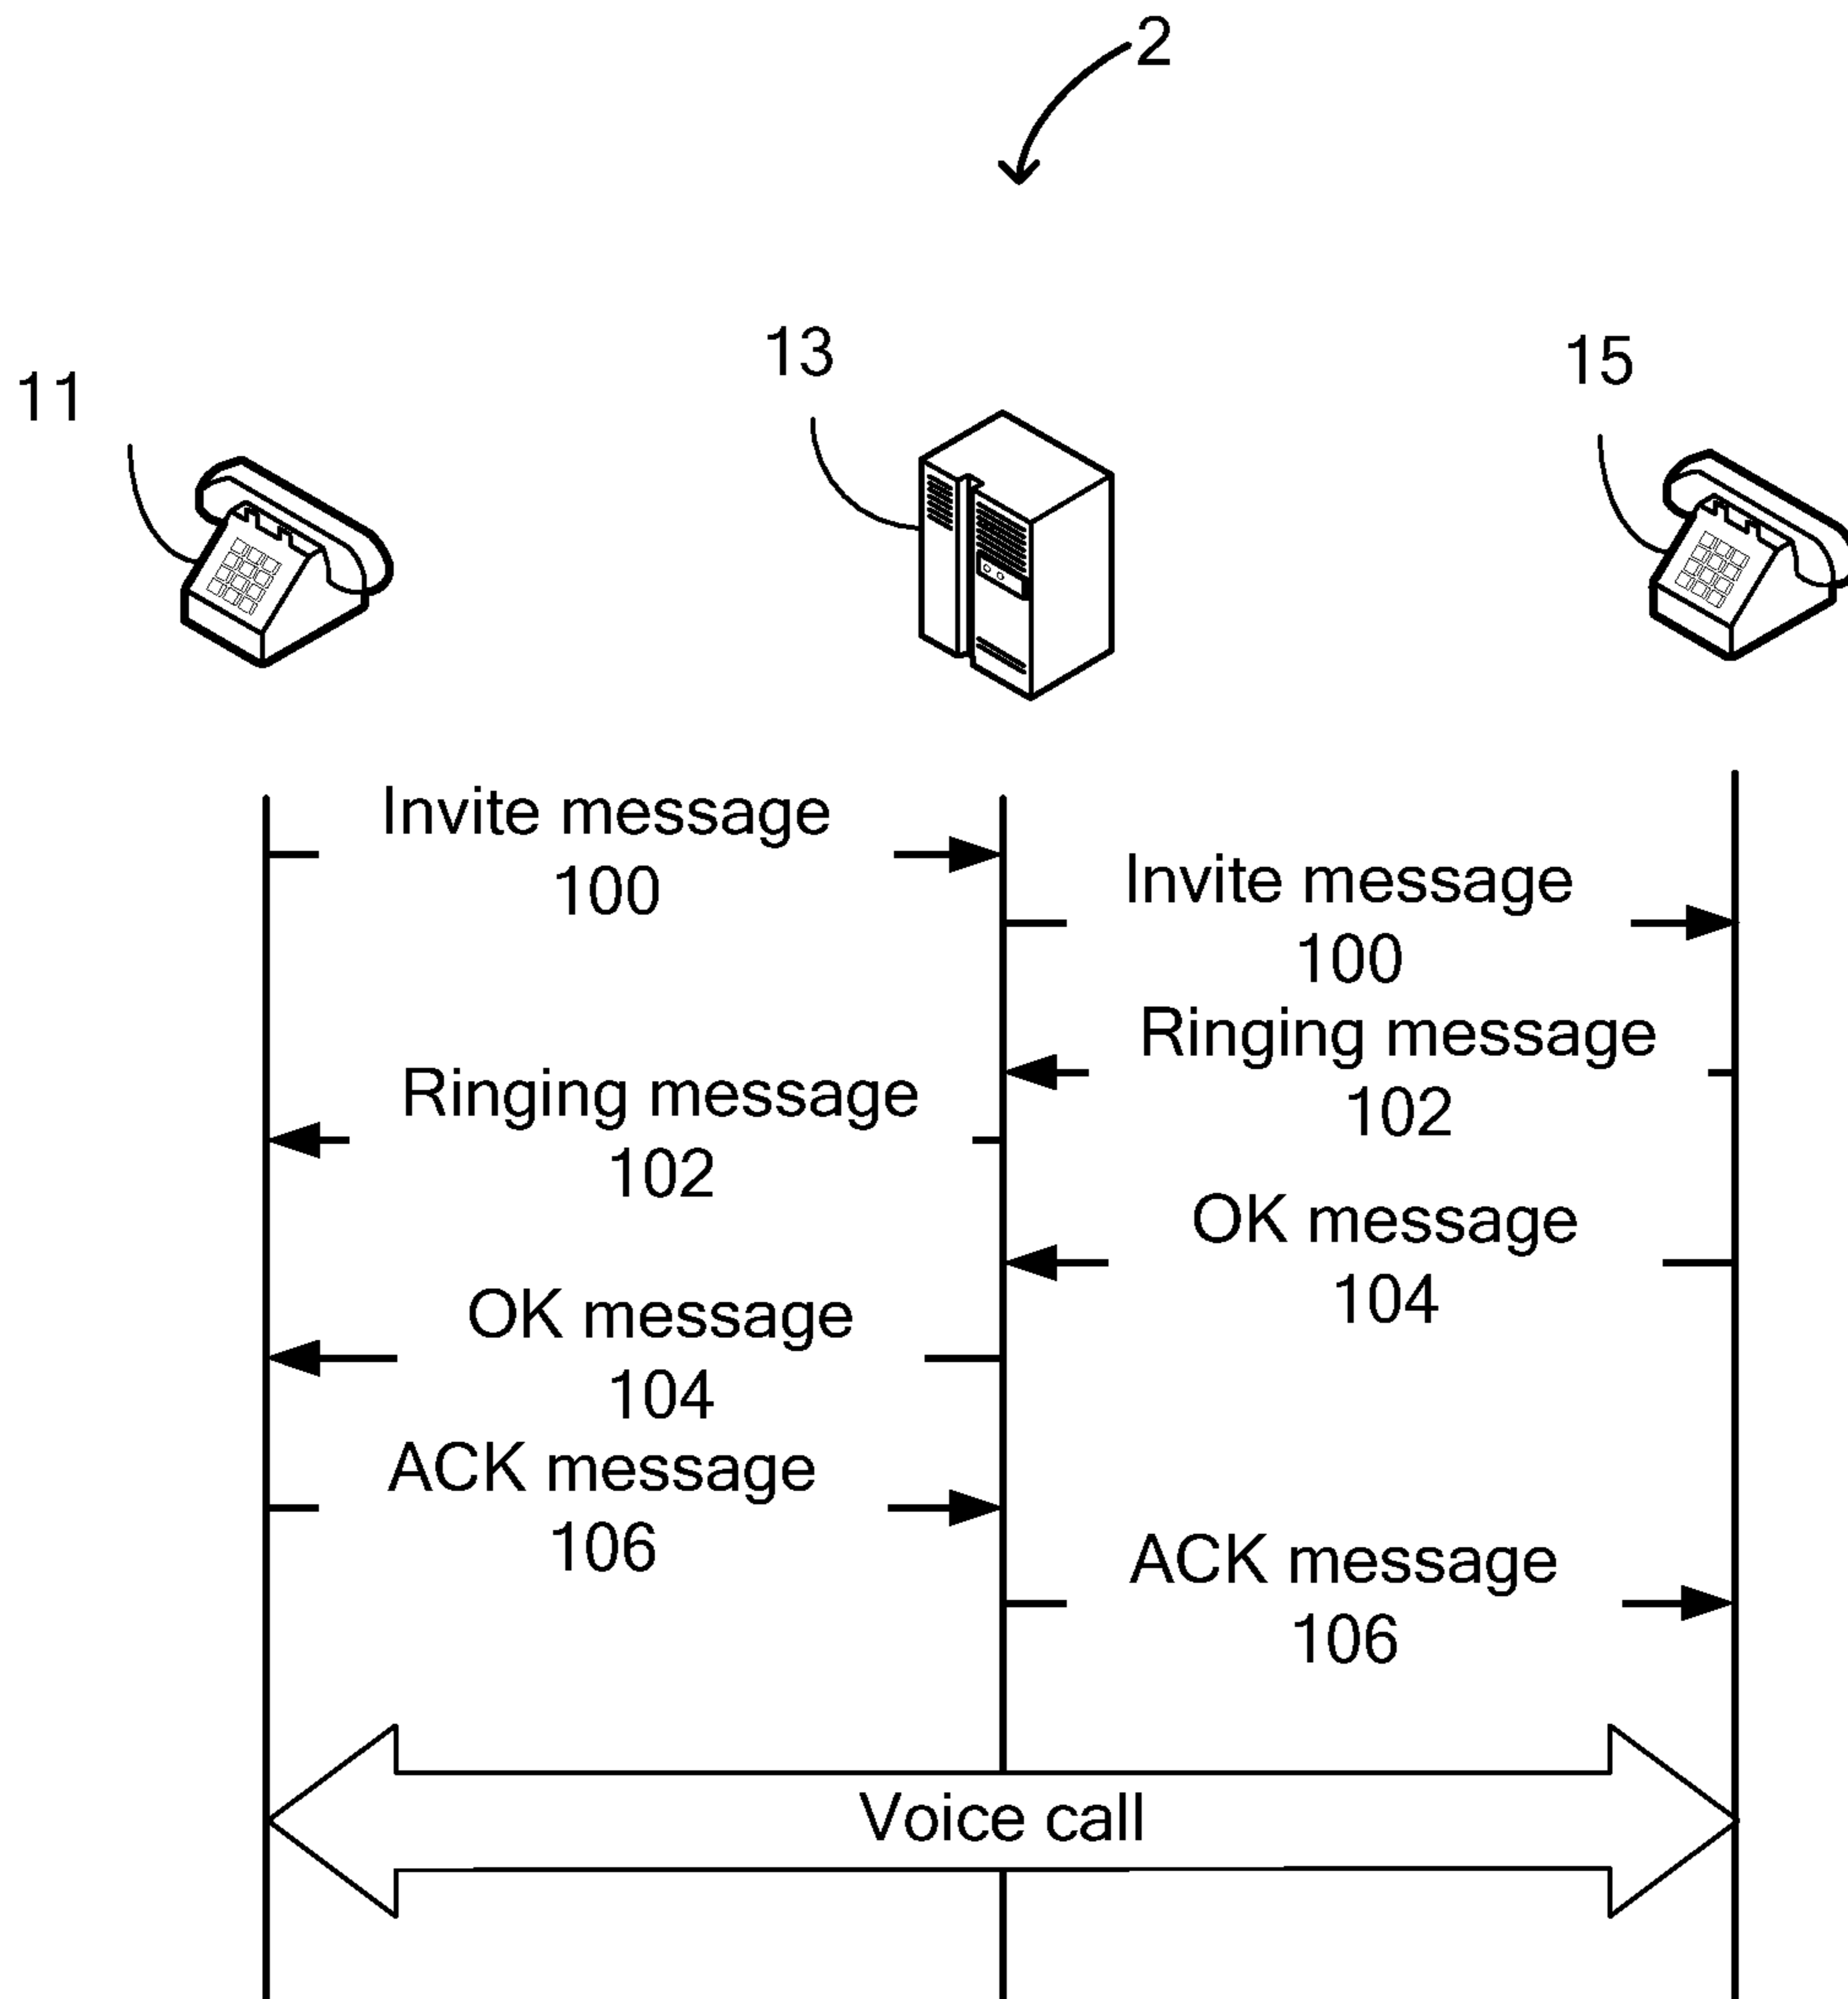 2
13
15
11
Invite message
100
Invite message
100
Ringing message
102
Ringing message
102
OK message
104
OK message
104
ACK message
106
ACK message
106
Voice call